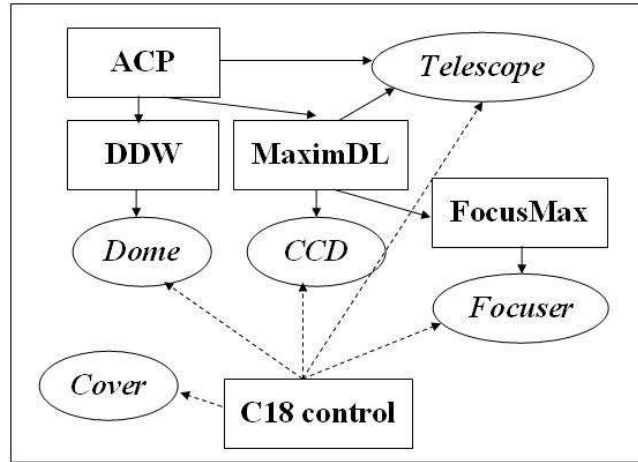 ACP
Telescope
DDW
MaximDL
FocusMax
Dome
CCD
Focuser
Cover
C18 control